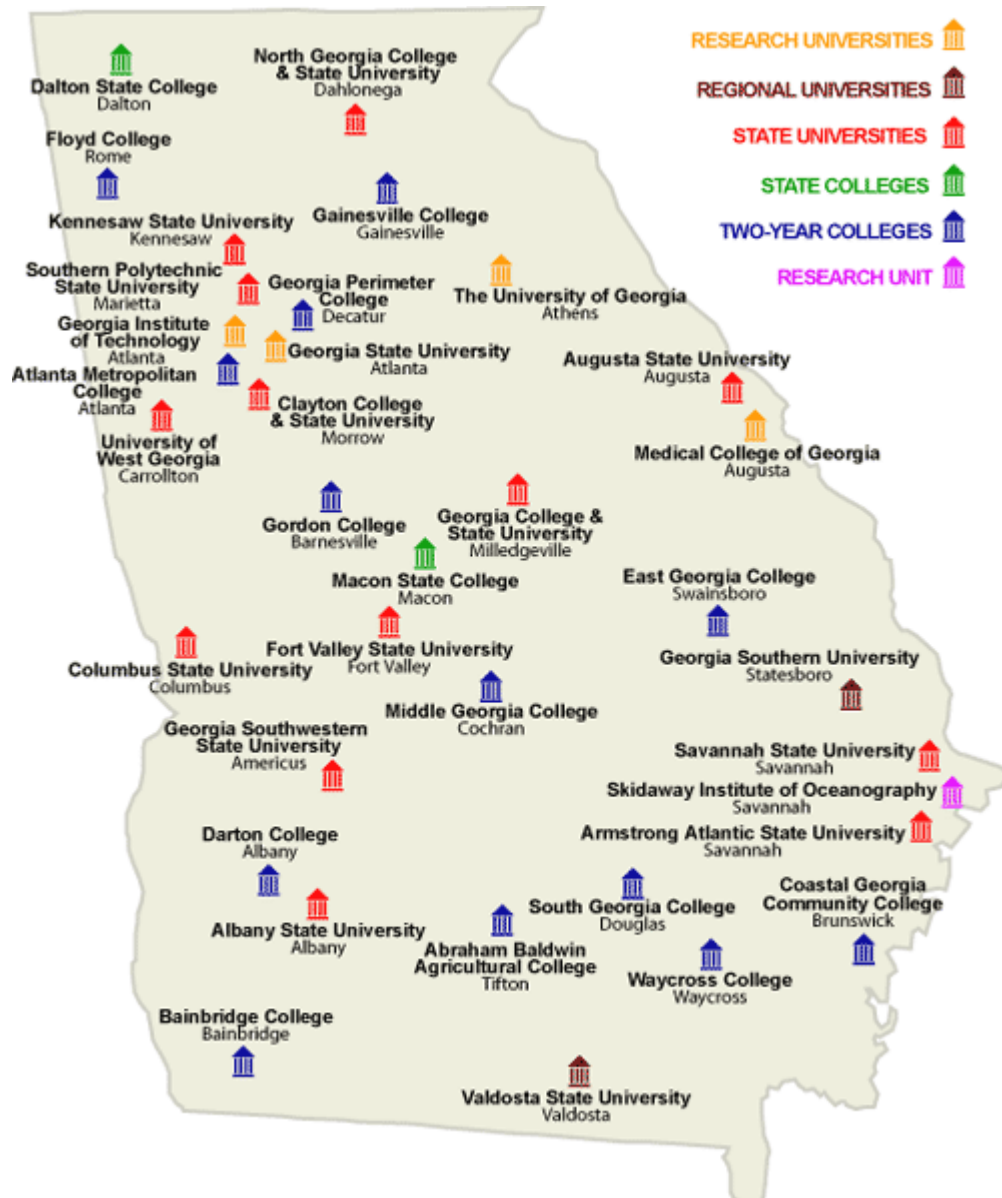 RESEARCH UNIVERSITIES
REGIONAL UNIVERSITIES
STATE UNIVERSITIES
STATE COLLEGES
TWO-YEAR COLLEGES
RESEARCH UNIT
Dalton State College
Dalton
North Georgia College
& State University
Dahlonega
Floyd College
Rome
Gainesville College
Gainesville
Kennesaw State University
Kennesaw
Southern Polytechnic
State University
Marietta
Georgia Perimeter
College
Decatur
The University of Georgia
Athens
Georgia Institute
of Technology
Atlanta
Georgia State University
Atlanta
Atlanta Metropolitan
College
Atlanta
Clayton College
& State University
Morrow
Augusta State University
Augusta
University of
West Georgia
Carrollton
Medical College of Georgia
Augusta
Gordon College
Barnesville
Georgia College &
State University
Milledgeville
Macon State College
Macon
East Georgia College
Swainsboro
Fort Valley State University
Fort Valley
Columbus State University
Columbus
Georgia Southern University
Statesboro
Middle Georgia College
Cochran
Georgia Southwestern
State University
Americus
Savannah State University
Savannah
Skidaway Institute of Oceanography
Savannah
Armstrong Atlantic State University
Savannah
Darton College
Albany
Albany State University
Albany
South Georgia College
Douglas
Coastal Georgia
Community College
Brunswick
Abraham Baldwin
Agricultural College
Tifton
Waycross College
Waycross
Bainbridge College
Bainbridge
Valdosta State University
Valdosta